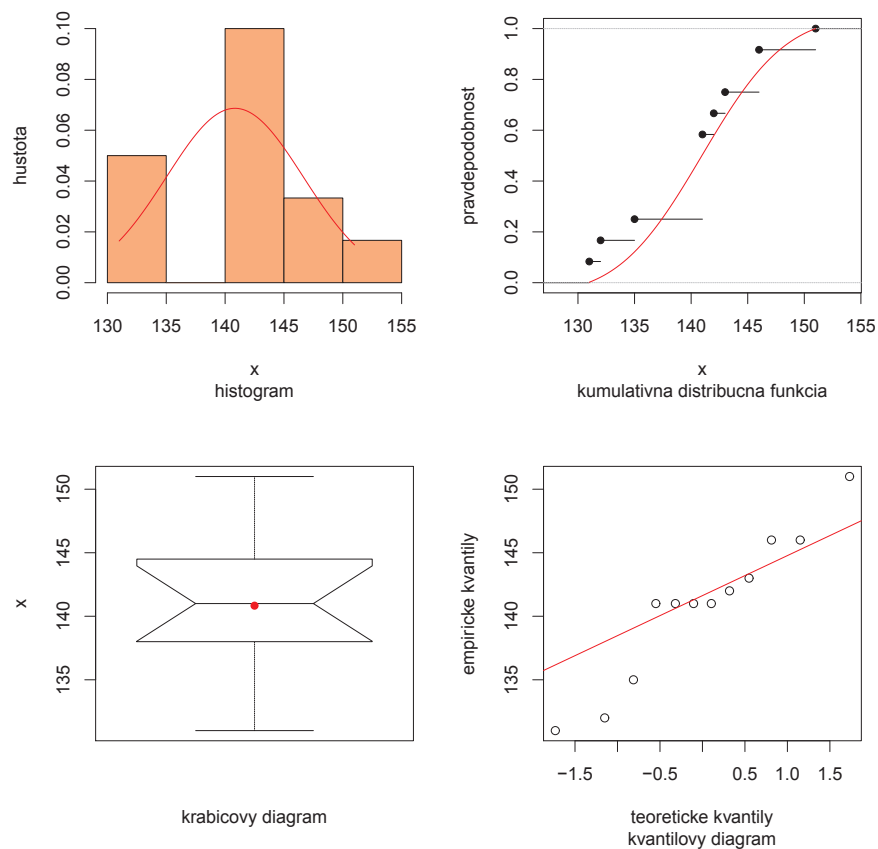 hustota
0.00 0.02 0.04 0.06 0.08 0.10
130 135 140 145 150 155
x
histogram
pravdepodobnost
0.0 0.2 0.4 0.6 0.8 1.0
130 135 140 145 150 155
x
kumulativna distribucna funkcia
x
135 140 145 150
krabicovy diagram
empiricke kvantily
135 140 145 150
−1.5 −0.5 0.5 1.0 1.5
teoreticke kvantily
kvantilovy diagram